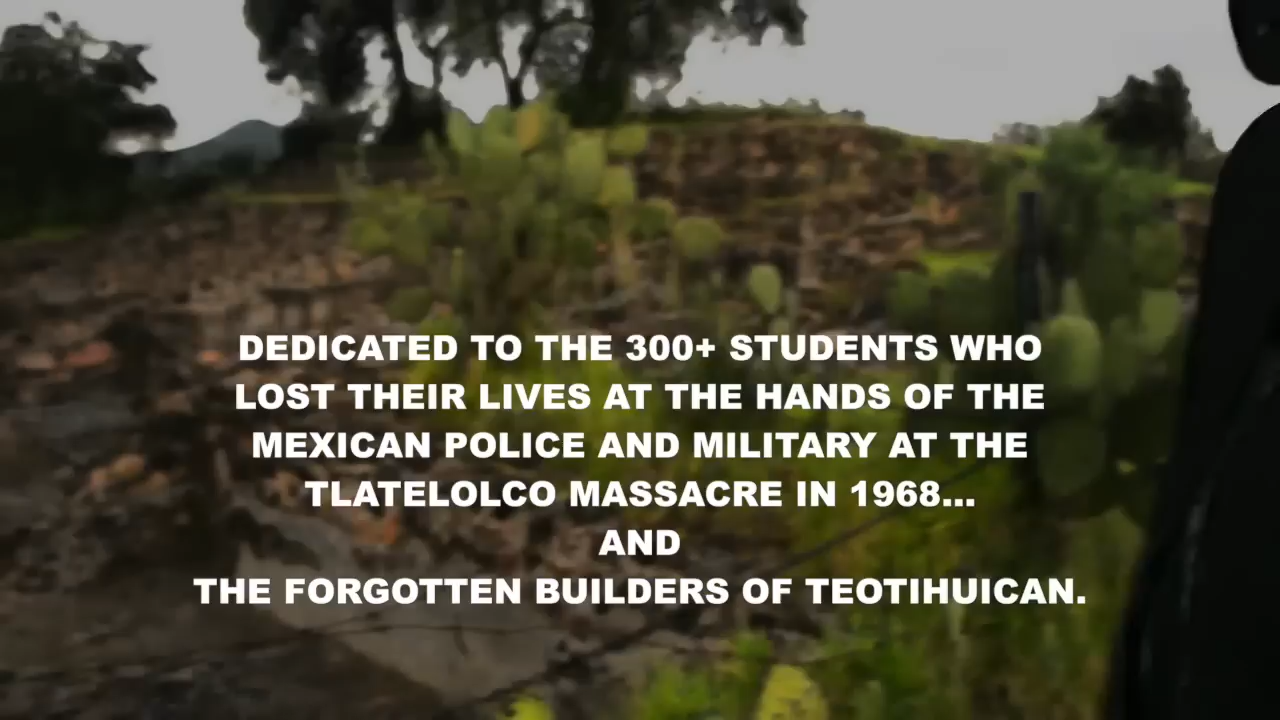 DEDICATED TO THE 300+ STUDENTS WHO
LOST THEIR LIVES AT THE HANDS OF THE
MEXICAN POLICE AND MILITARY AT THE
TLATELOLCO MASSACRE IN 1968...
AND
THE FORGOTTEN BUILDERS OF TEOTIHUICAN.